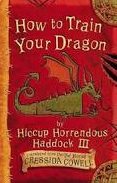 How to Train
Your Dragon
by
Hiccup Horrendous
Haddock III
CRESSIDA COWELL